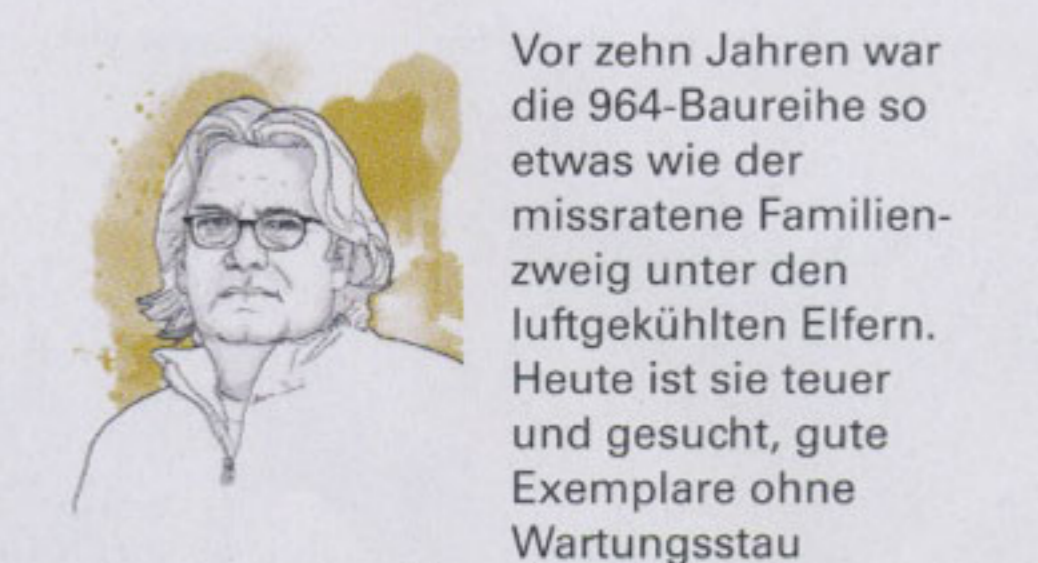 Vor zehn Jahren war
die 964-Baureihe so
etwas wie der
missratene Familien-
zweig unter den
luftgekühlten Elfern.
Heute ist sie teuer
und gesucht, gute
Exemplare ohne
Wartungsstau